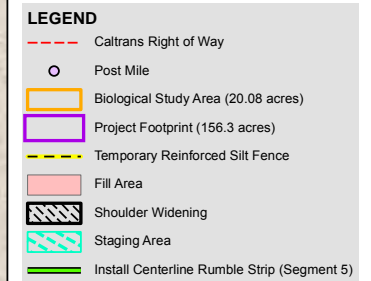 LEGEND
Caltrans Right of Way
Post Mile
Biological Study Area (20.08 acres)
Project Footprint (156.3 acres)
Temporary Reinforced Silt Fence
Fill Area
Shoulder Widening
Staging Area
Install Centerline Rumble Strip (Segment 5)